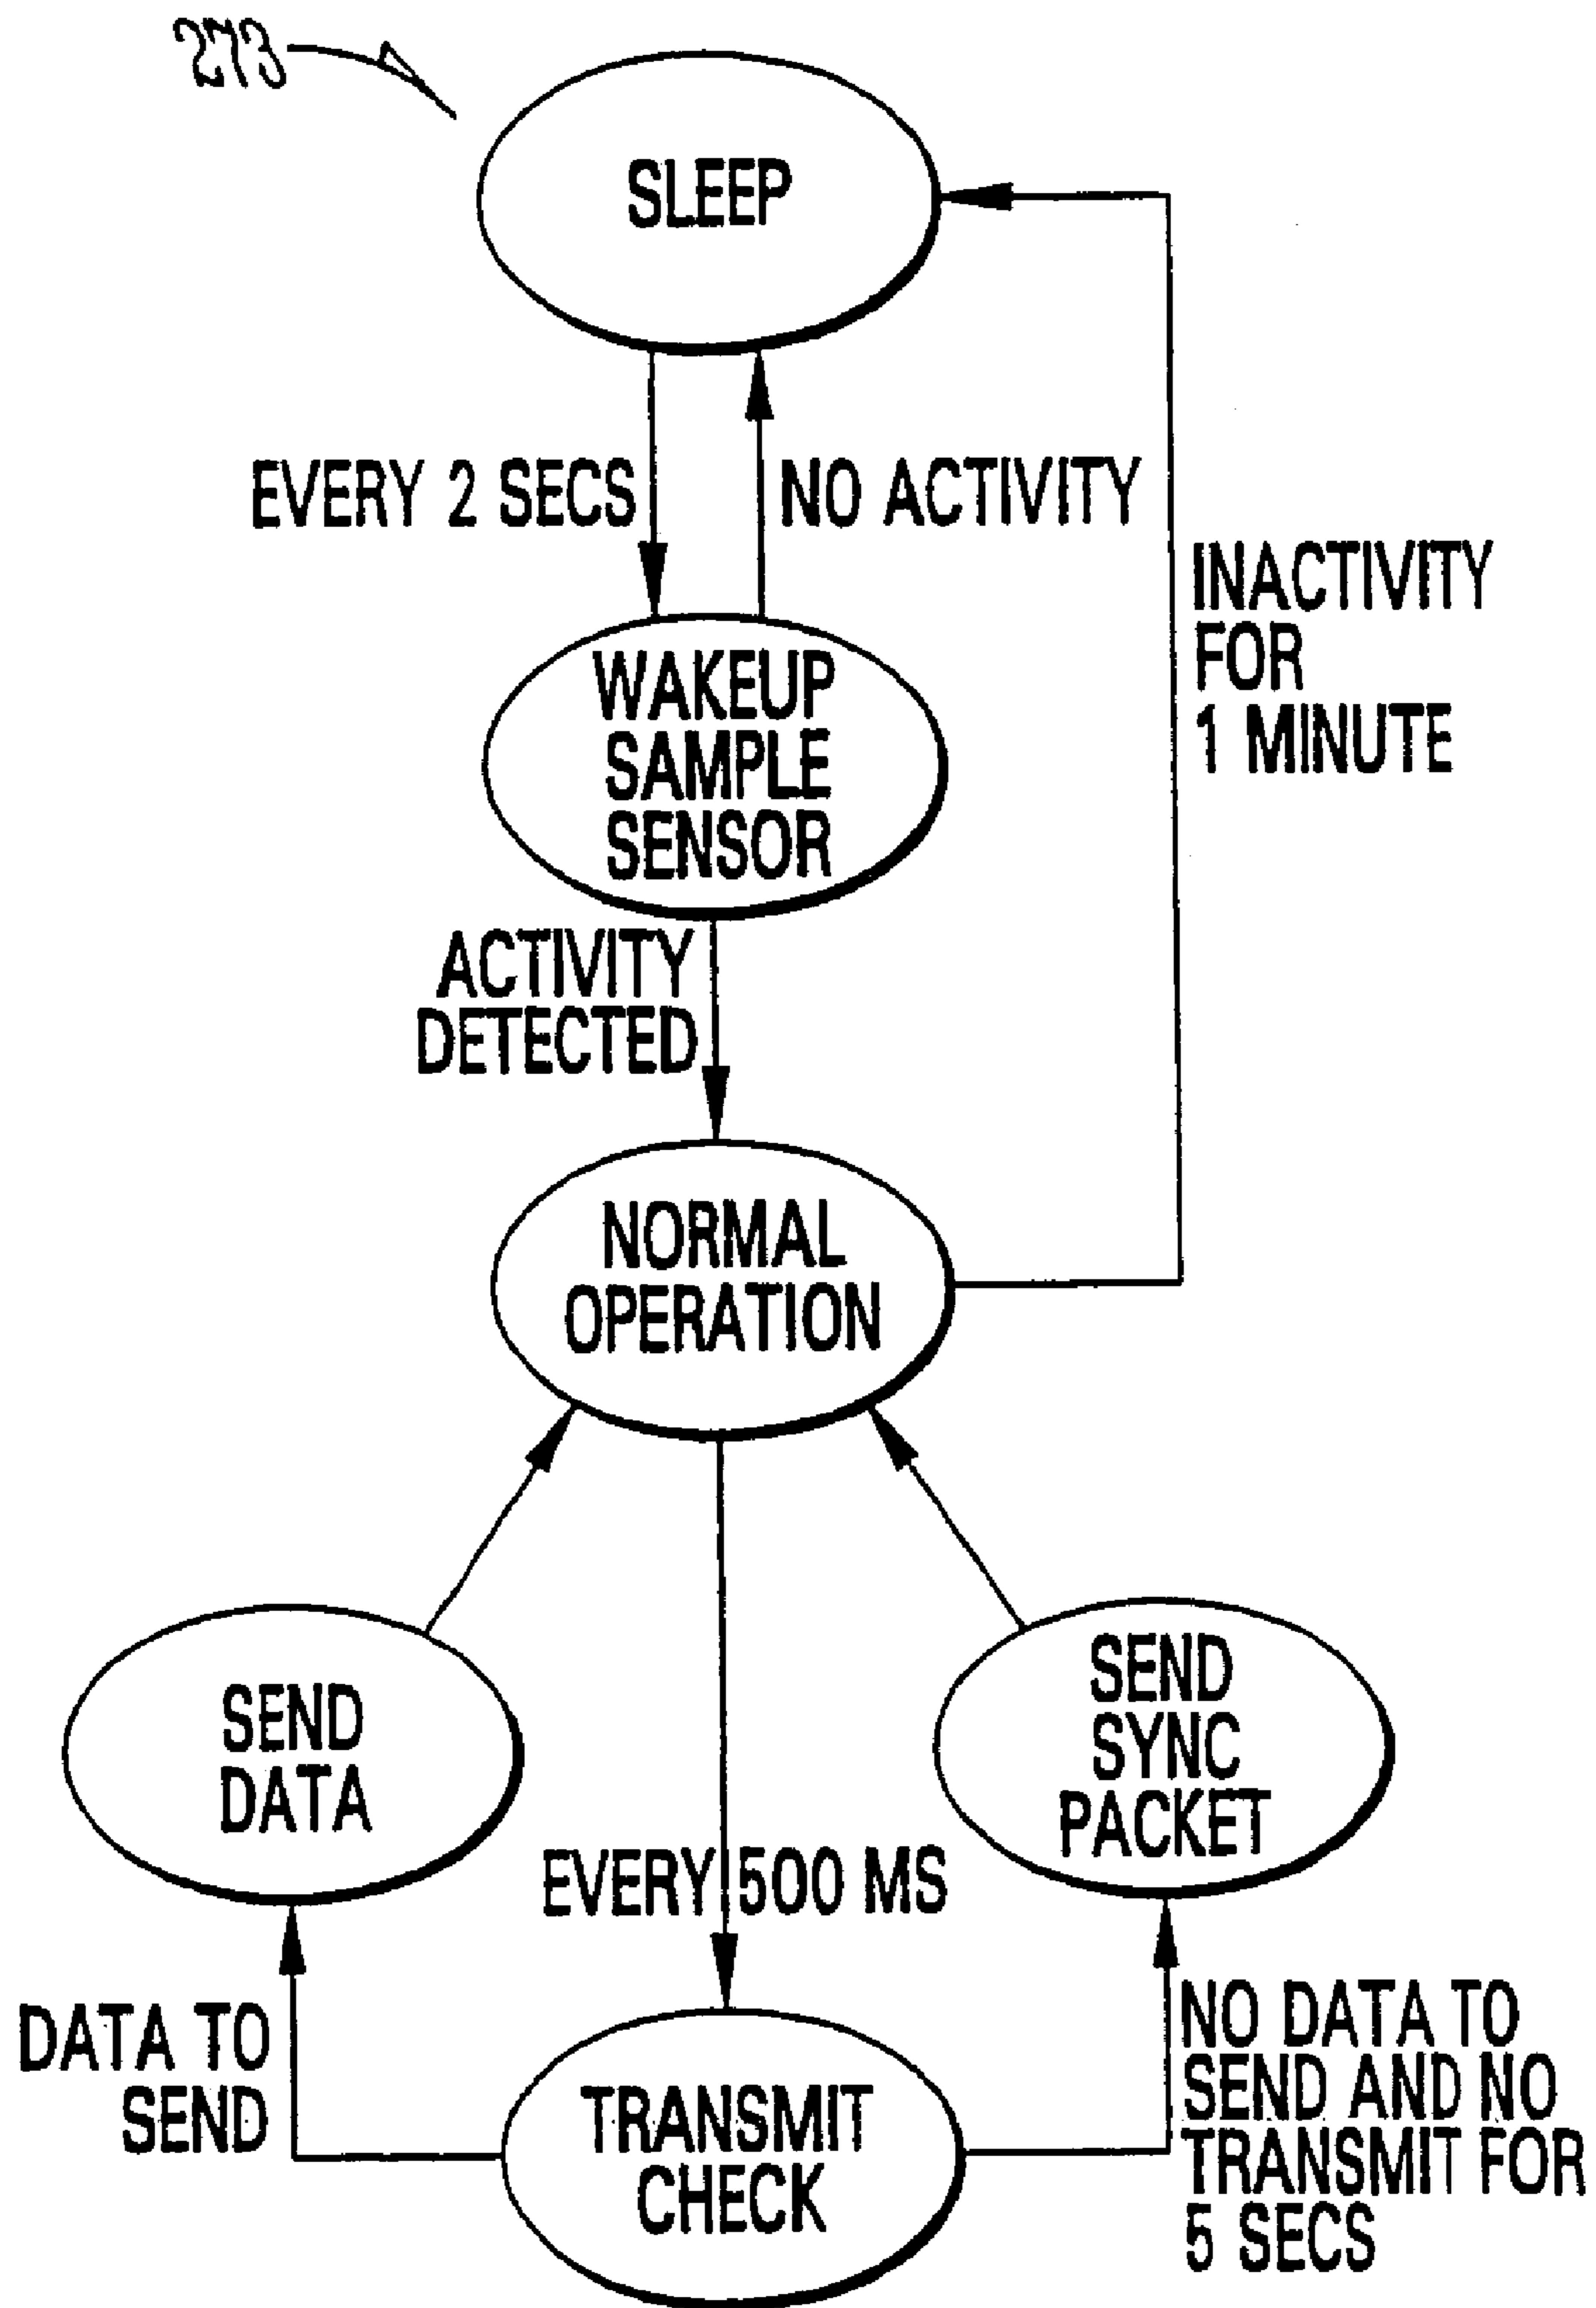 273
SLEEP
EVERY 2 SECS
NO ACTIVITY
INACTIVITY
FOR
1 MINUTE
WAKEUP
SAMPLE
SENSOR
ACTIVITY
DETECTED
NORMAL
OPERATION
SEND
DATA
SEND
SYNC
PACKET
EVERY 500 MS
DATA TO
SEND
NO DATA TO
SEND AND NO
TRANSMIT FOR
5 SECS
TRANSMIT
CHECK